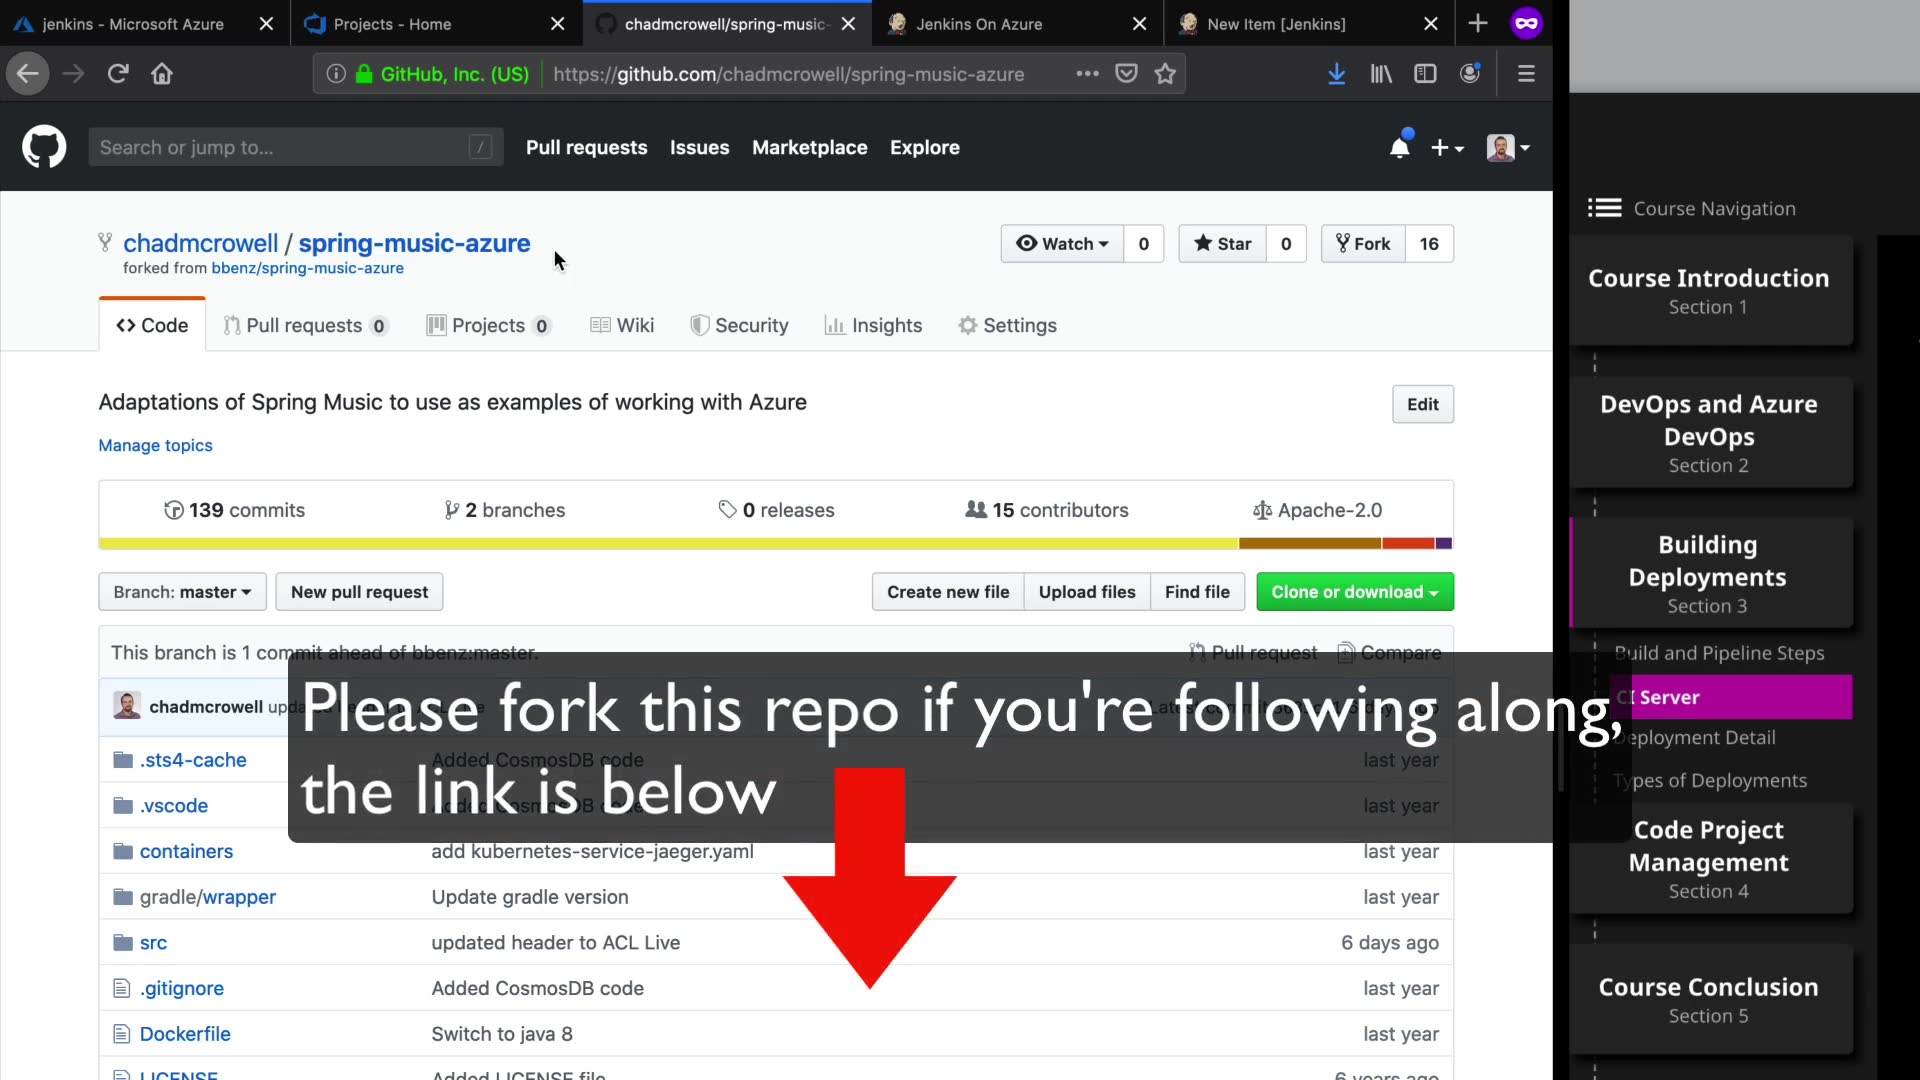 jenkins - Microsoft Azure
Projects - Home
chadmcrowell/spring-music-
Jenkins On Azure
New Item [Jenkins]
GitHub, Inc. (US)
https://github.com/chadmcrowell/spring-music-azure
Search or jump to...
/
Pull requests
Issues
Marketplace
Explore
chadmcrowell / spring-music-azure
forked from bbenz/spring-music-azure
Watch 0
Star 0
Fork 16
Code
Pull requests 0
Projects 0
Wiki
Security
Insights
Settings
Adaptations of Spring Music to use as examples of working with Azure
Edit
Manage topics
139 commits
2 branches
0 releases
15 contributors
Apache-2.0
Branch: master
New pull request
Create new file
Upload files
Find file
Clone or download
This branch is 1 commit ahead of bbenz:master.
Pull request
Compare
chadmcrowell
Please fork this repo if you're following along,
the link is below
.sts4-cache
Added CosmosDB code
last year
.vscode
last year
containers
add kubernetes-service-jaeger.yaml
last year
gradle/wrapper
Update gradle version
last year
src
updated header to ACL Live
6 days ago
.gitignore
Added CosmosDB code
last year
Dockerfile
Switch to java 8
last year
LICENSE
Added LICENSE file
6 years ago
Course Navigation
Course Introduction
Section 1
DevOps and Azure
DevOps
Section 2
Building
Deployments
Section 3
Build and Pipeline Steps
CI Server
Deployment Detail
Types of Deployments
Code Project
Management
Section 4
Course Conclusion
Section 5